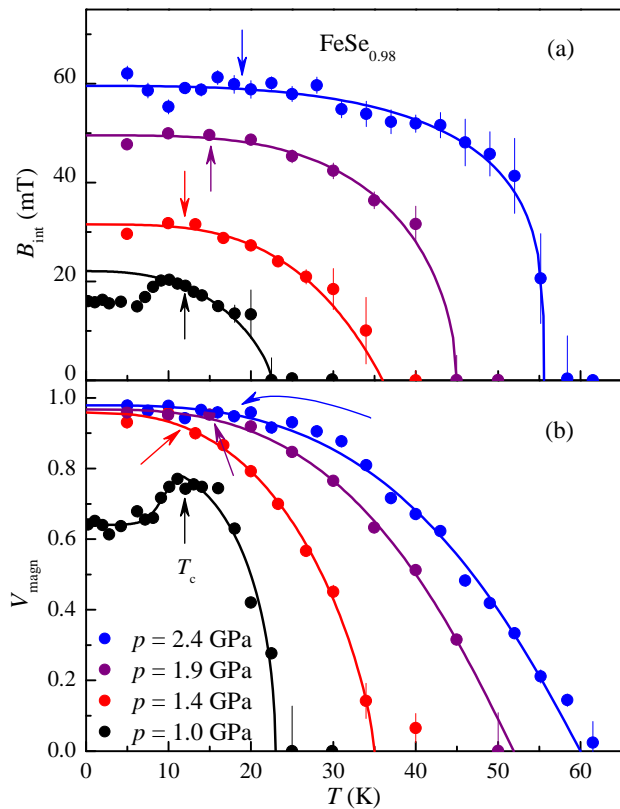 FeSe0.98
(a)
60
40
20
0
Bint (mT)
1.0
0.8
0.6
0.4
0.2
0.0
Vmagn
(b)
Tc
p = 2.4 GPa
p = 1.9 GPa
p = 1.4 GPa
p = 1.0 GPa
0 10 20 30 40 50 60
T (K)